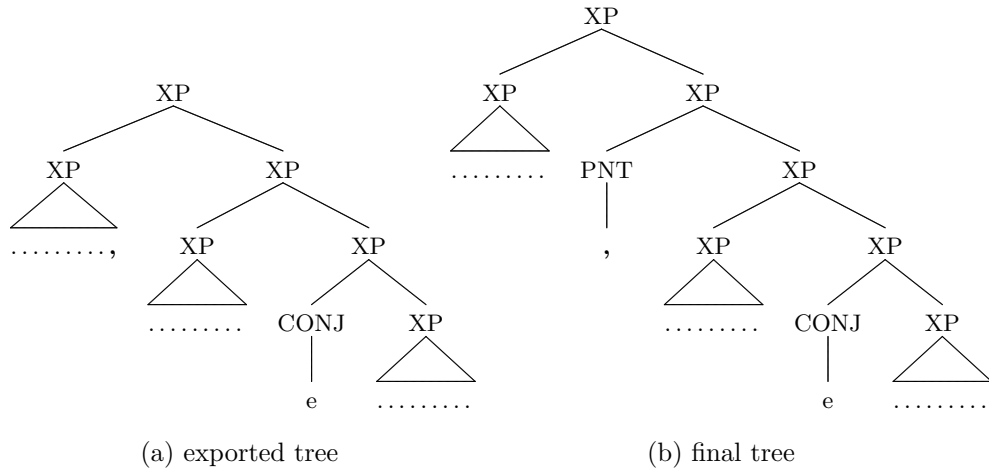 XP
XP
XP XP
XP XP PNT XP
......... , XP XP ......... , XP XP
......... CONJ XP ......... CONJ XP
e ......... e .........
(a) exported tree (b) final tree